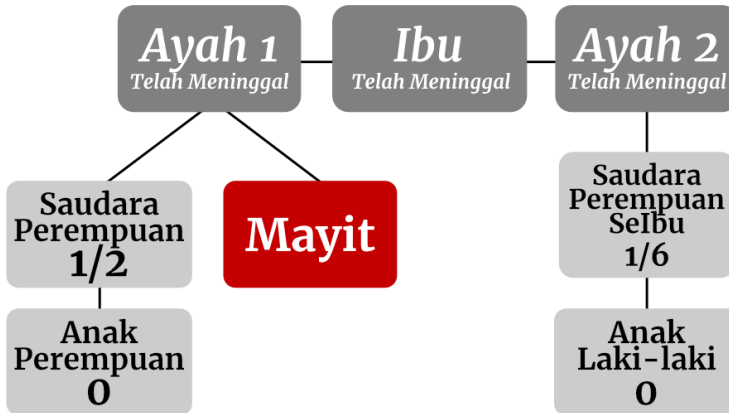 Ayah 1
Telah Meninggal
Ibu
Telah Meninggal
Ayah 2
Telah Meninggal
Saudara
Perempuan
1/2
Mayit
Saudara
Perempuan
SeIbu
1/6
Anak
Perempuan
0
Anak
Laki-laki
0